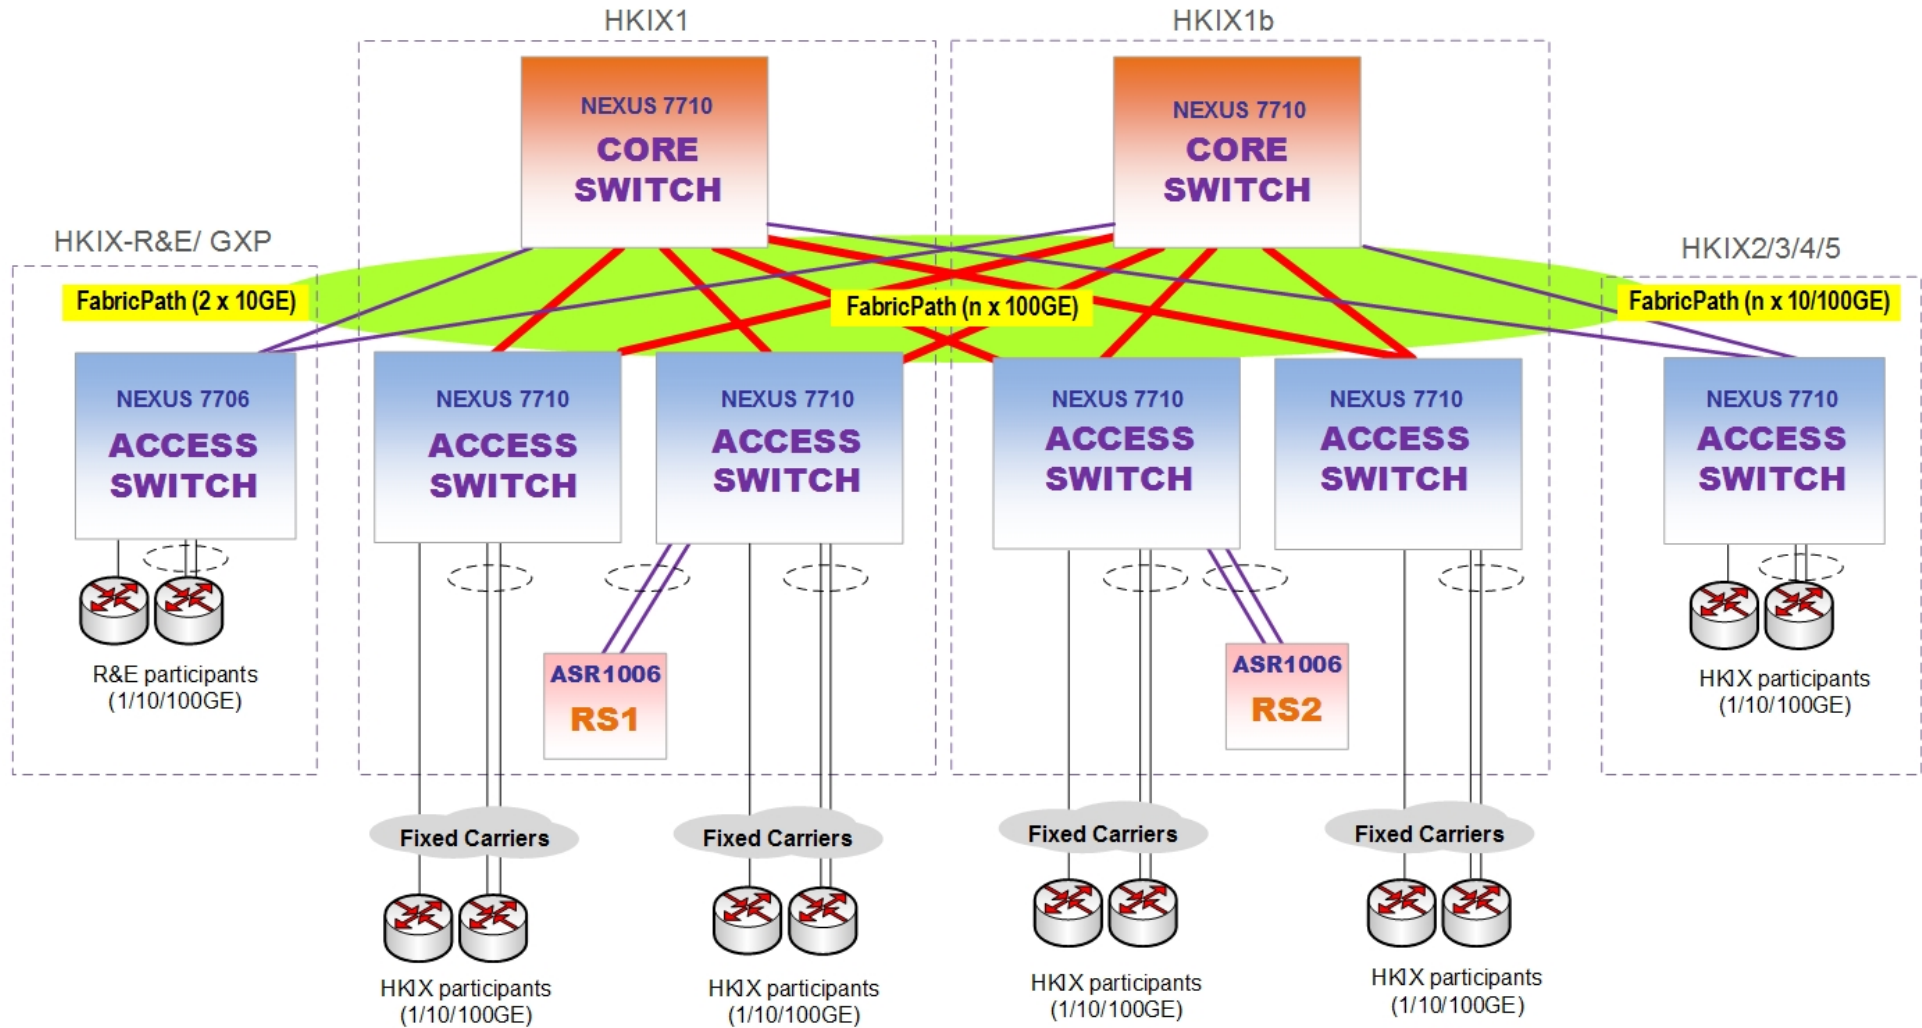 HKIX1
HKIX1b
NEXUS 7710
CORE
SWITCH
NEXUS 7710
CORE
SWITCH
HKIX-R&E/ GXP
HKIX2/3/4/5
FabricPath (2 x 10GE)
FabricPath (n x 100GE)
FabricPath (n x 10/100GE)
NEXUS 7706
ACCESS
SWITCH
NEXUS 7710
ACCESS
SWITCH
NEXUS 7710
ACCESS
SWITCH
NEXUS 7710
ACCESS
SWITCH
NEXUS 7710
ACCESS
SWITCH
NEXUS 7710
ACCESS
SWITCH
R&E participants
(1/10/100GE)
ASR1006
RS1
ASR1006
RS2
HKIX participants
(1/10/100GE)
Fixed Carriers
Fixed Carriers
Fixed Carriers
Fixed Carriers
HKIX participants
(1/10/100GE)
HKIX participants
(1/10/100GE)
HKIX participants
(1/10/100GE)
HKIX participants
(1/10/100GE)